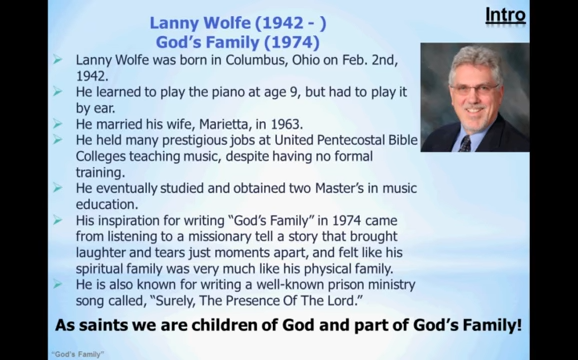 Intro
Lanny Wolfe (1942 - )
God's Family (1974)
Lanny Wolfe was born in Columbus, Ohio on Feb. 2nd,
1942.
He learned to play the piano at age 9, but had to play it
by ear.
He married his wife, Marietta, in 1963.
He held many prestigious jobs at United Pentecostal Bible
Colleges teaching music, despite having no formal
training.
He eventually studied and obtained two Master's in music
education.
His inspiration for writing “God's Family” in 1974 came
from listening to a missionary tell a story that brought
laughter and tears just moments apart, and felt like his
spiritual family was very much like his physical family.
He is also known for writing a well-known prison ministry
song called, “Surely, The Presence Of The Lord.”
As saints we are children of God and part of God's Family!
“God's Family”